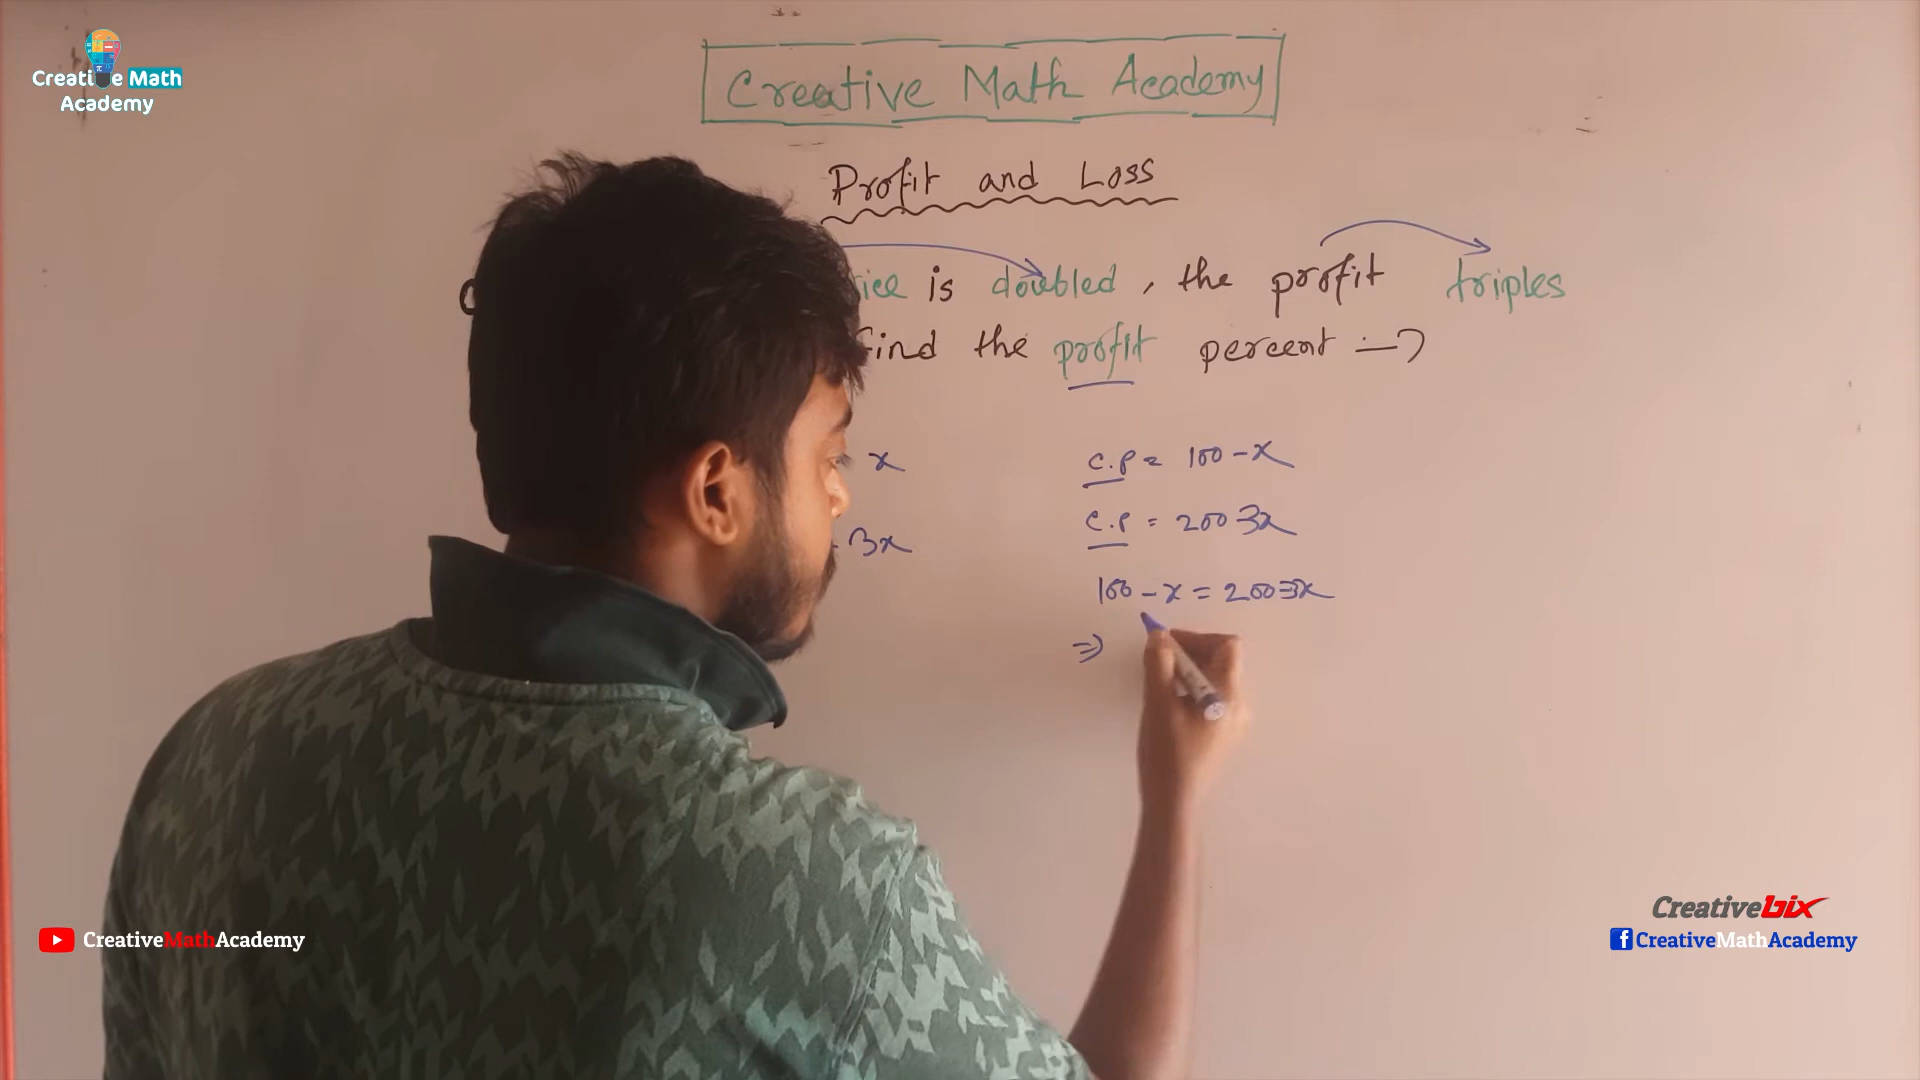 Creative Math
Academy
Creative Math Academy
Profit and Loss
is doubled, the profit triples
find the profit percent —?
x
C.P = 100 - x
3x
C.P = 200 3x
100 - x = 200 3x
⇒
CreativeMathAcademy
Creativebix
CreativeMathAcademy